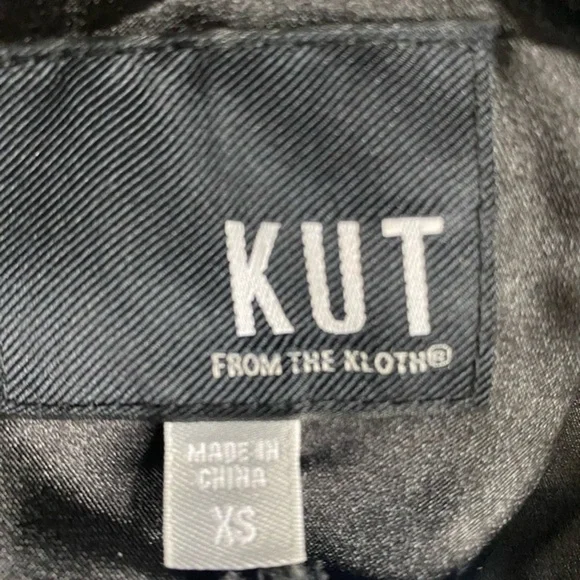 KUT
FROM THE KLOTH®
MADE IN
CHINA
XS